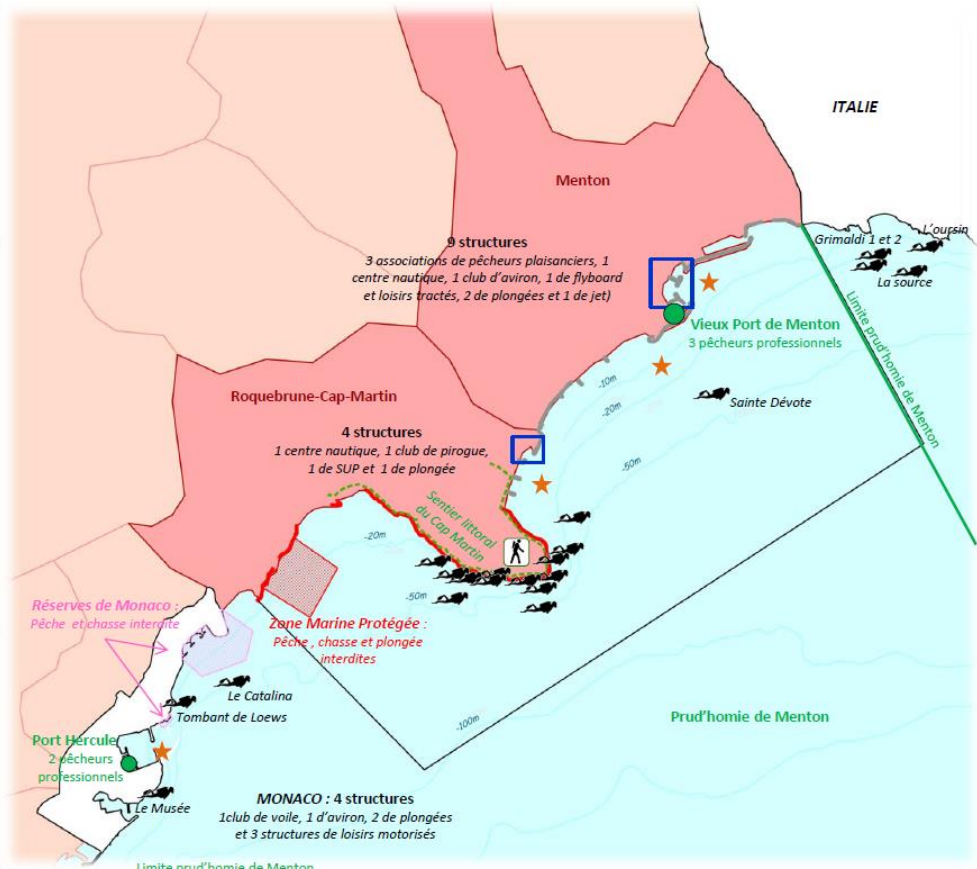 ITALIE
Menton
9 structures
3 associations de pêcheurs plaisanciers, 1
centre nautique, 1 club d'aviron, 1 de flyboard
et loisirs tractés, 2 de plongées et 1 de jet)
Grimaldi 1 et 2
L'oursin
La source
Limite prud'homie de Menton
Vieux Port de Menton
3 pêcheurs professionnels
Sainte Dévote
-10m
-20m
-50m
Roquebrune-Cap-Martin
4 structures
1 centre nautique, 1 club de pirogue,
1 de SUP et 1 de plongée
Sentier littoral
du Cap Martin
-20m
-50m
Réserves de Monaco :
Pêche et chasse interdite
Zone Marine Protégée :
Pêche , chasse et plongée
interdites
Le Catalina
Tombant de Loews
-100m
Prud'homie de Menton
Port Hercule
2 pêcheurs
professionnels
Le Musée
MONACO : 4 structures
1club de voile, 1 d'aviron, 2 de plongées
et 3 structures de loisirs motorisés
Limite prud'homie de Menton